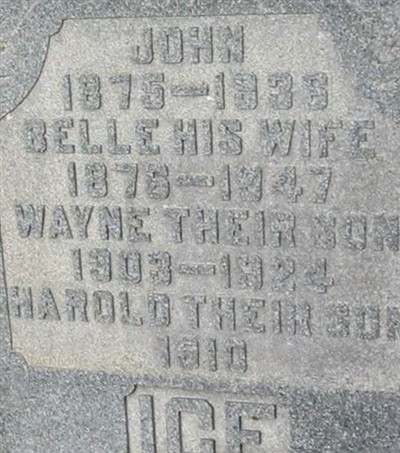 JOHN
1875–1938
BELLE HIS WIFE
1876–1947
WAYNE THEIR SON
1903–1924
HAROLD THEIR SON
1910
ICE